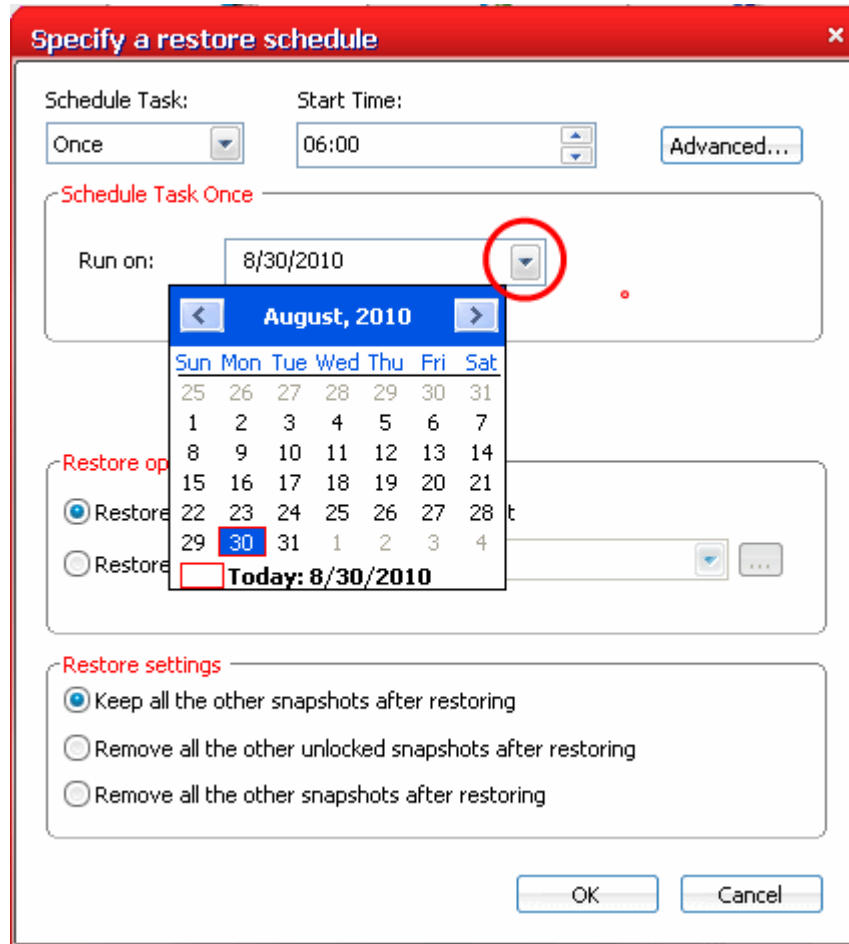 Specify a restore schedule
Schedule Task: Start Time:
Once 06:00 Advanced...
Schedule Task Once
Run on: 8/30/2010
August, 2010
Sun Mon Tue Wed Thu Fri Sat
25 26 27 28 29 30 31
1 2 3 4 5 6 7
8 9 10 11 12 13 14
15 16 17 18 19 20 21
22 23 24 25 26 27 28
29 30 31 1 2 3 4
Today: 8/30/2010
Restore op
Restore t
Restore ...
Restore settings
Keep all the other snapshots after restoring
Remove all the other unlocked snapshots after restoring
Remove all the other snapshots after restoring
OK Cancel